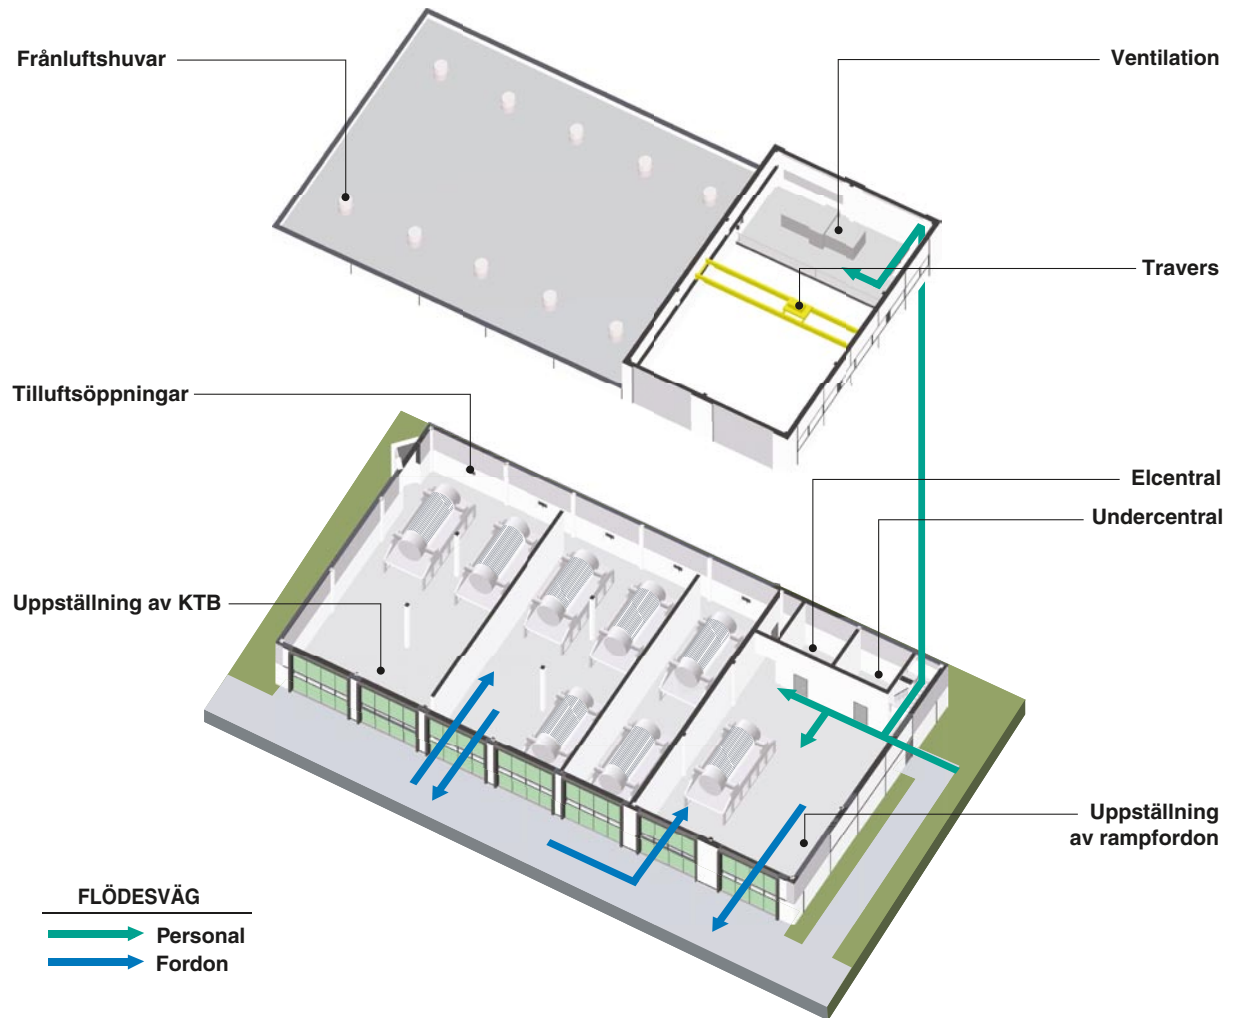 Frånluftshuvar
Ventilation
Travers
Tilluftsöppningar
Elcentral
Undercentral
Uppställning av KTB
Uppställning
av rampfordon
FLÖDESVÄG
Personal
Fordon